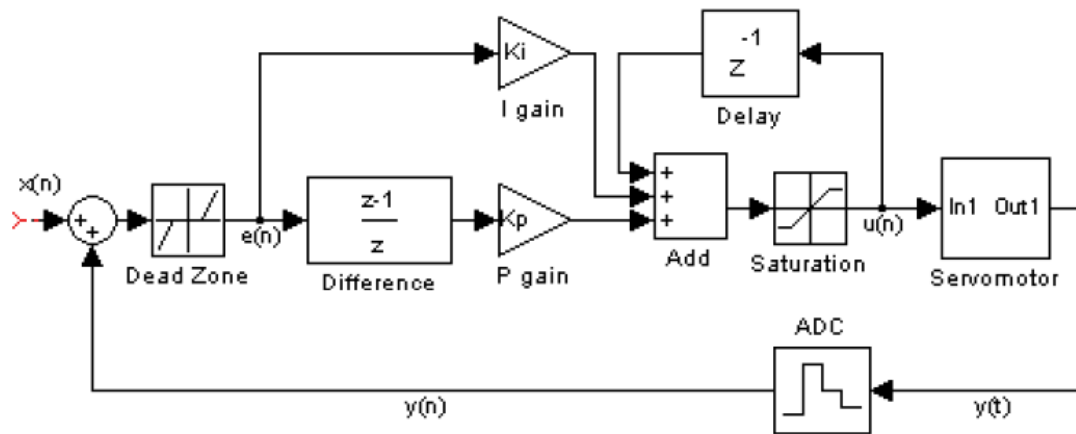 -1
Z
Delay
Ki
I gain
x(n)
+
+
Dead Zone
e(n)
z-1
z
Difference
Kp
P gain
+
+
+
Add
Saturation
u(n)
In1 Out1
Servomotor
ADC
y(n)
y(t)